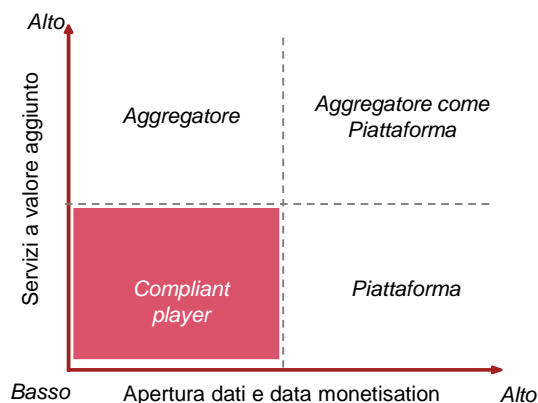 Alto
Servizi a valore aggiunto
Aggregatore
Aggregatore come
Piattaforma
Compliant
player
Piattaforma
Basso
Apertura dati e data monetisation
Alto